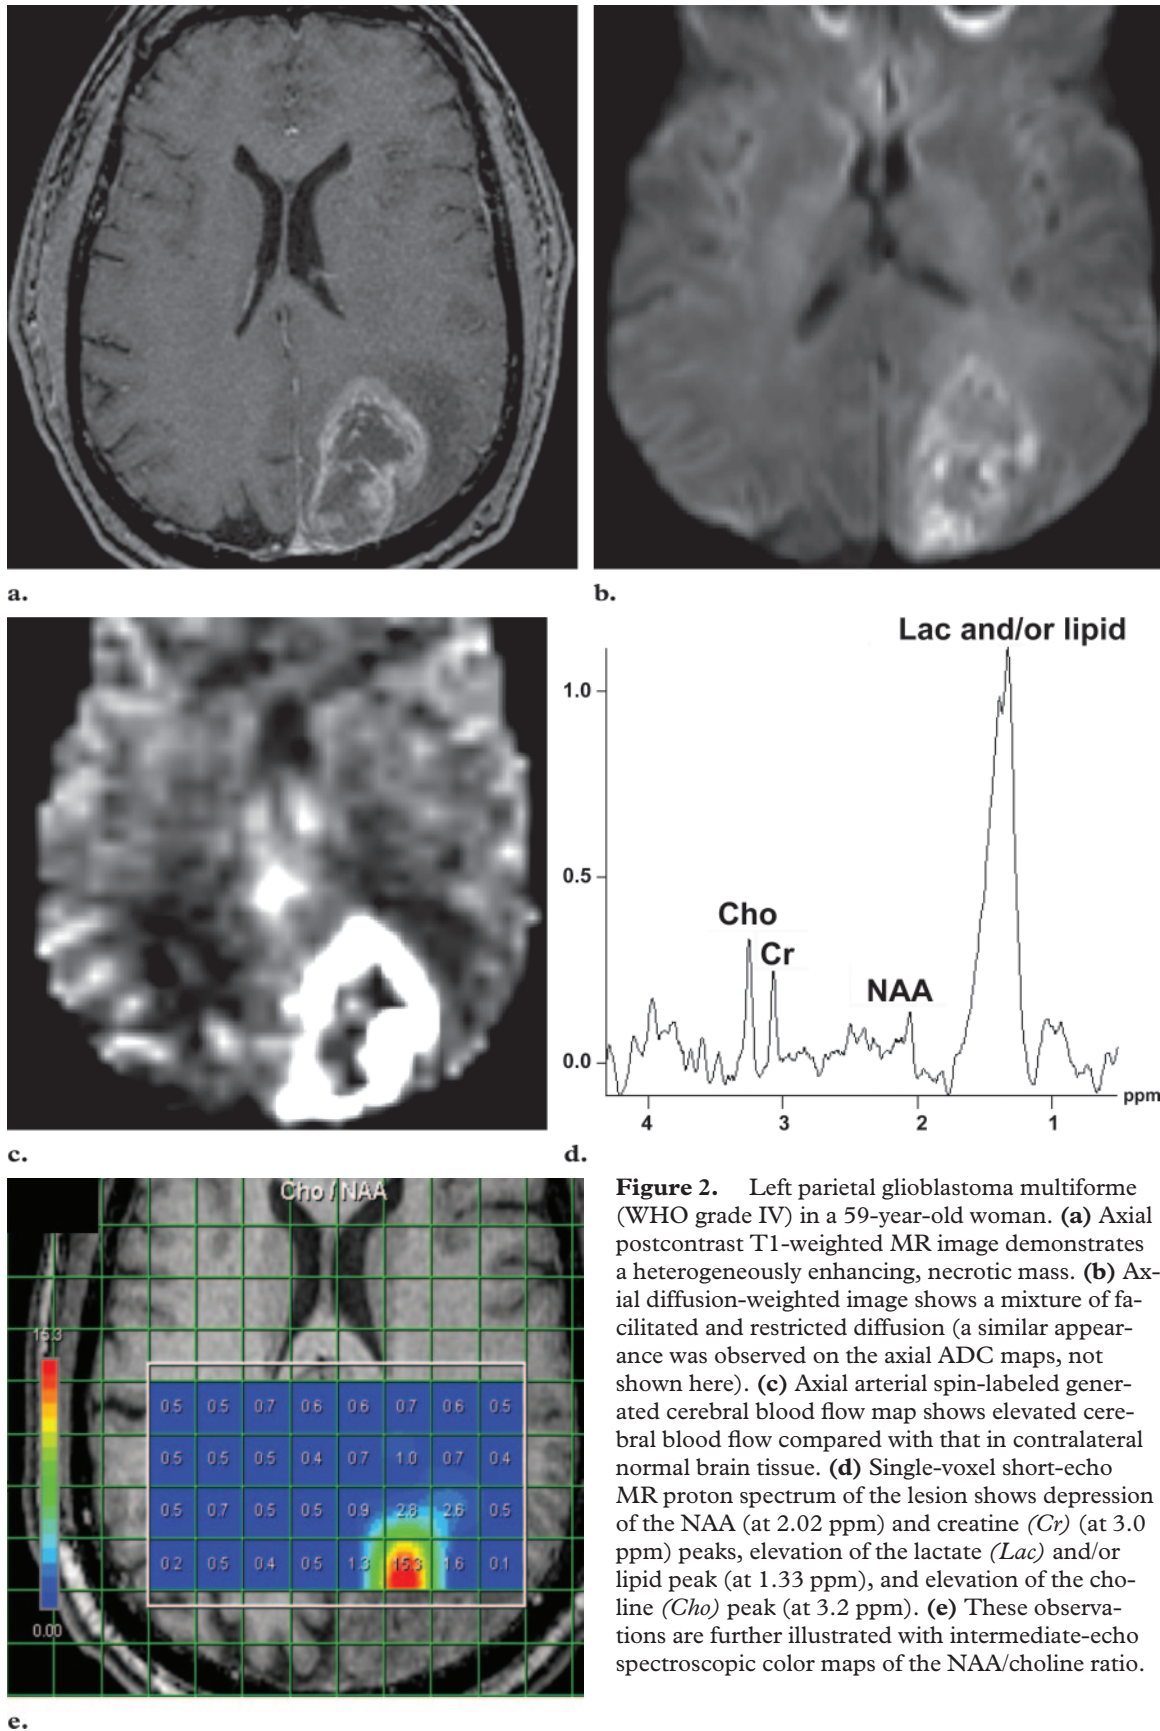 a.
b.
Lac and/or lipid
1.0
0.5
Cho
Cr
NAA
0.0
ppm
4 3 2 1
c.
d.
Cho / NAA
15.3
0.5 0.5 0.7 0.6 0.6 0.7 0.6 0.5
0.5 0.5 0.5 0.4 0.7 1.0 0.7 0.4
0.5 0.7 0.5 0.5 0.9 2.8 2.6 0.5
0.2 0.5 0.4 0.5 1.3 15.3 1.6 0.1
0.00
e.
Figure 2. Left parietal glioblastoma multiforme
(WHO grade IV) in a 59-year-old woman. (a) Axial
postcontrast T1-weighted MR image demonstrates
a heterogeneously enhancing, necrotic mass. (b) Ax-
ial diffusion-weighted image shows a mixture of fa-
cilitated and restricted diffusion (a similar appear-
ance was observed on the axial ADC maps, not
shown here). (c) Axial arterial spin-labeled gener-
ated cerebral blood flow map shows elevated cere-
bral blood flow compared with that in contralateral
normal brain tissue. (d) Single-voxel short-echo
MR proton spectrum of the lesion shows depression
of the NAA (at 2.02 ppm) and creatine (Cr) (at 3.0
ppm) peaks, elevation of the lactate (Lac) and/or
lipid peak (at 1.33 ppm), and elevation of the cho-
line (Cho) peak (at 3.2 ppm). (e) These observa-
tions are further illustrated with intermediate-echo
spectroscopic color maps of the NAA/choline ratio.